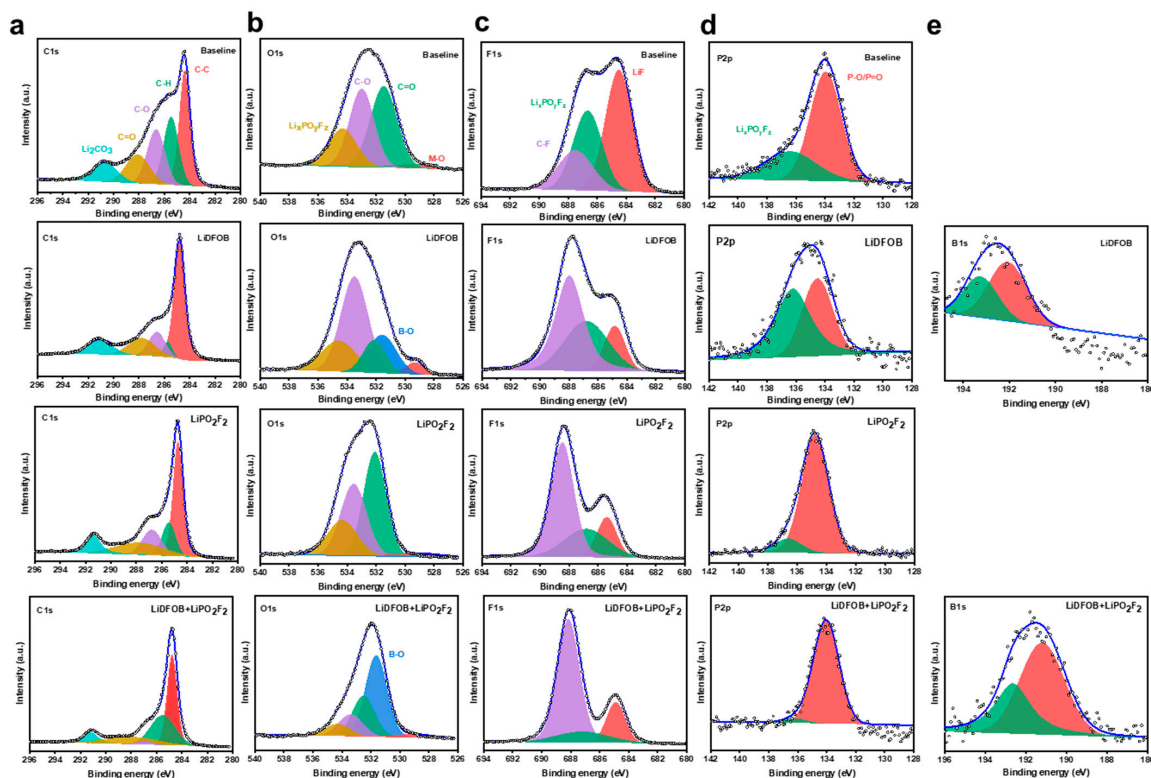 a
b
c
d
e
C1s
Baseline
C-C
C-H
C-O
C=O
Li₂CO₃
Intensity (a.u.)
296 294 292 290 288 286 284 282 280
Binding energy (eV)
O1s
Baseline
C-O
C=O
LiₓPOᵧF_z
M-O
Intensity (a.u.)
540 538 536 534 532 530 528 526
Binding energy (eV)
F1s
Baseline
LiF
LiₓPOᵧF_z
C-F
Intensity (a.u.)
694 692 690 688 686 684 682 680
Binding energy (eV)
P2p
Baseline
P-O/P=O
LiₓPOᵧF_z
Intensity (a.u.)
142 140 138 136 134 132 130 128
Binding energy (eV)
C1s
LiDFOB
Intensity (a.u.)
296 294 292 290 288 286 284 282 280
Binding energy (eV)
O1s
LiDFOB
B-O
Intensity (a.u.)
540 538 536 534 532 530 528 526
Binding energy (eV)
F1s
LiDFOB
Intensity (a.u.)
694 692 690 688 686 684 682 680
Binding energy (eV)
P2p
LiDFOB
Intensity (a.u.)
142 140 138 136 134 132 130 128
Binding energy (eV)
B1s
LiDFOB
Intensity (a.u.)
194 192 190 188 186
Binding energy (eV)
C1s
LiPO₂F₂
Intensity (a.u.)
296 294 292 290 288 286 284 282 280
Binding energy (eV)
O1s
LiPO₂F₂
Intensity (a.u.)
540 538 536 534 532 530 528 526
Binding energy (eV)
F1s
LiPO₂F₂
Intensity (a.u.)
694 692 690 688 686 684 682 680
Binding energy (eV)
P2p
LiPO₂F₂
Intensity (a.u.)
142 140 138 136 134 132 130 128
Binding energy (eV)
C1s
LiDFOB+LiPO₂F₂
Intensity (a.u.)
296 294 292 290 288 286 284 282 280
Binding energy (eV)
O1s
LiDFOB+LiPO₂F₂
B-O
Intensity (a.u.)
540 538 536 534 532 530 528 526
Binding energy (eV)
F1s
LiDFOB+LiPO₂F₂
Intensity (a.u.)
694 692 690 688 686 684 682 680
Binding energy (eV)
P2p
LiDFOB+LiPO₂F₂
Intensity (a.u.)
142 140 138 136 134 132 130 128
Binding energy (eV)
B1s
LiDFOB+LiPO₂F₂
Intensity (a.u.)
196 194 192 190 188 186
Binding energy (eV)